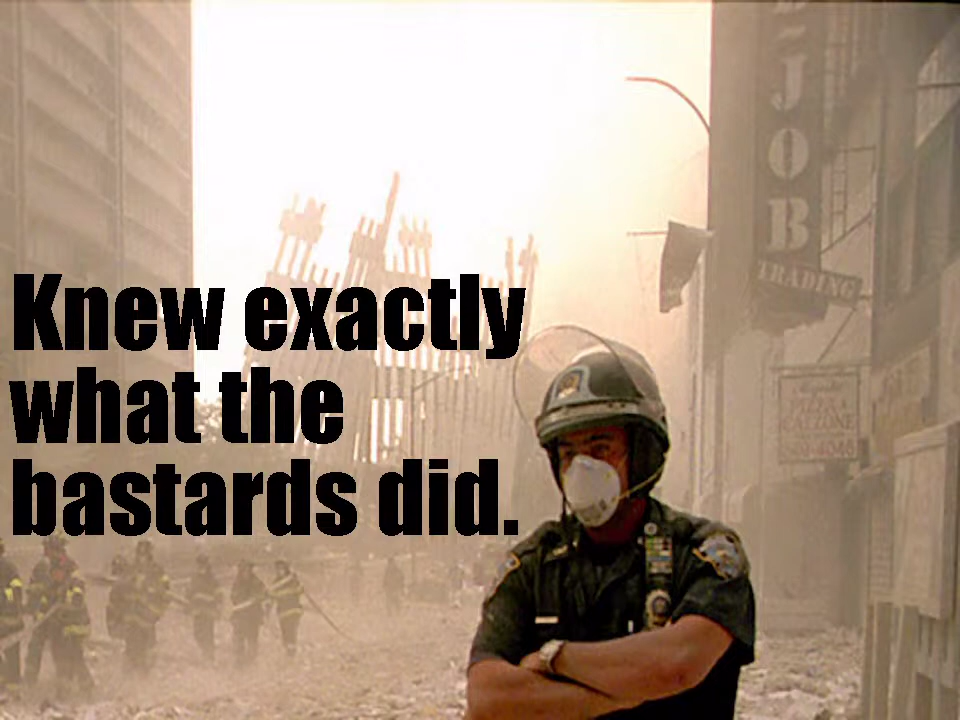 Knew exactly
what the
bastards did.
JOB
TRADING
CALZONE